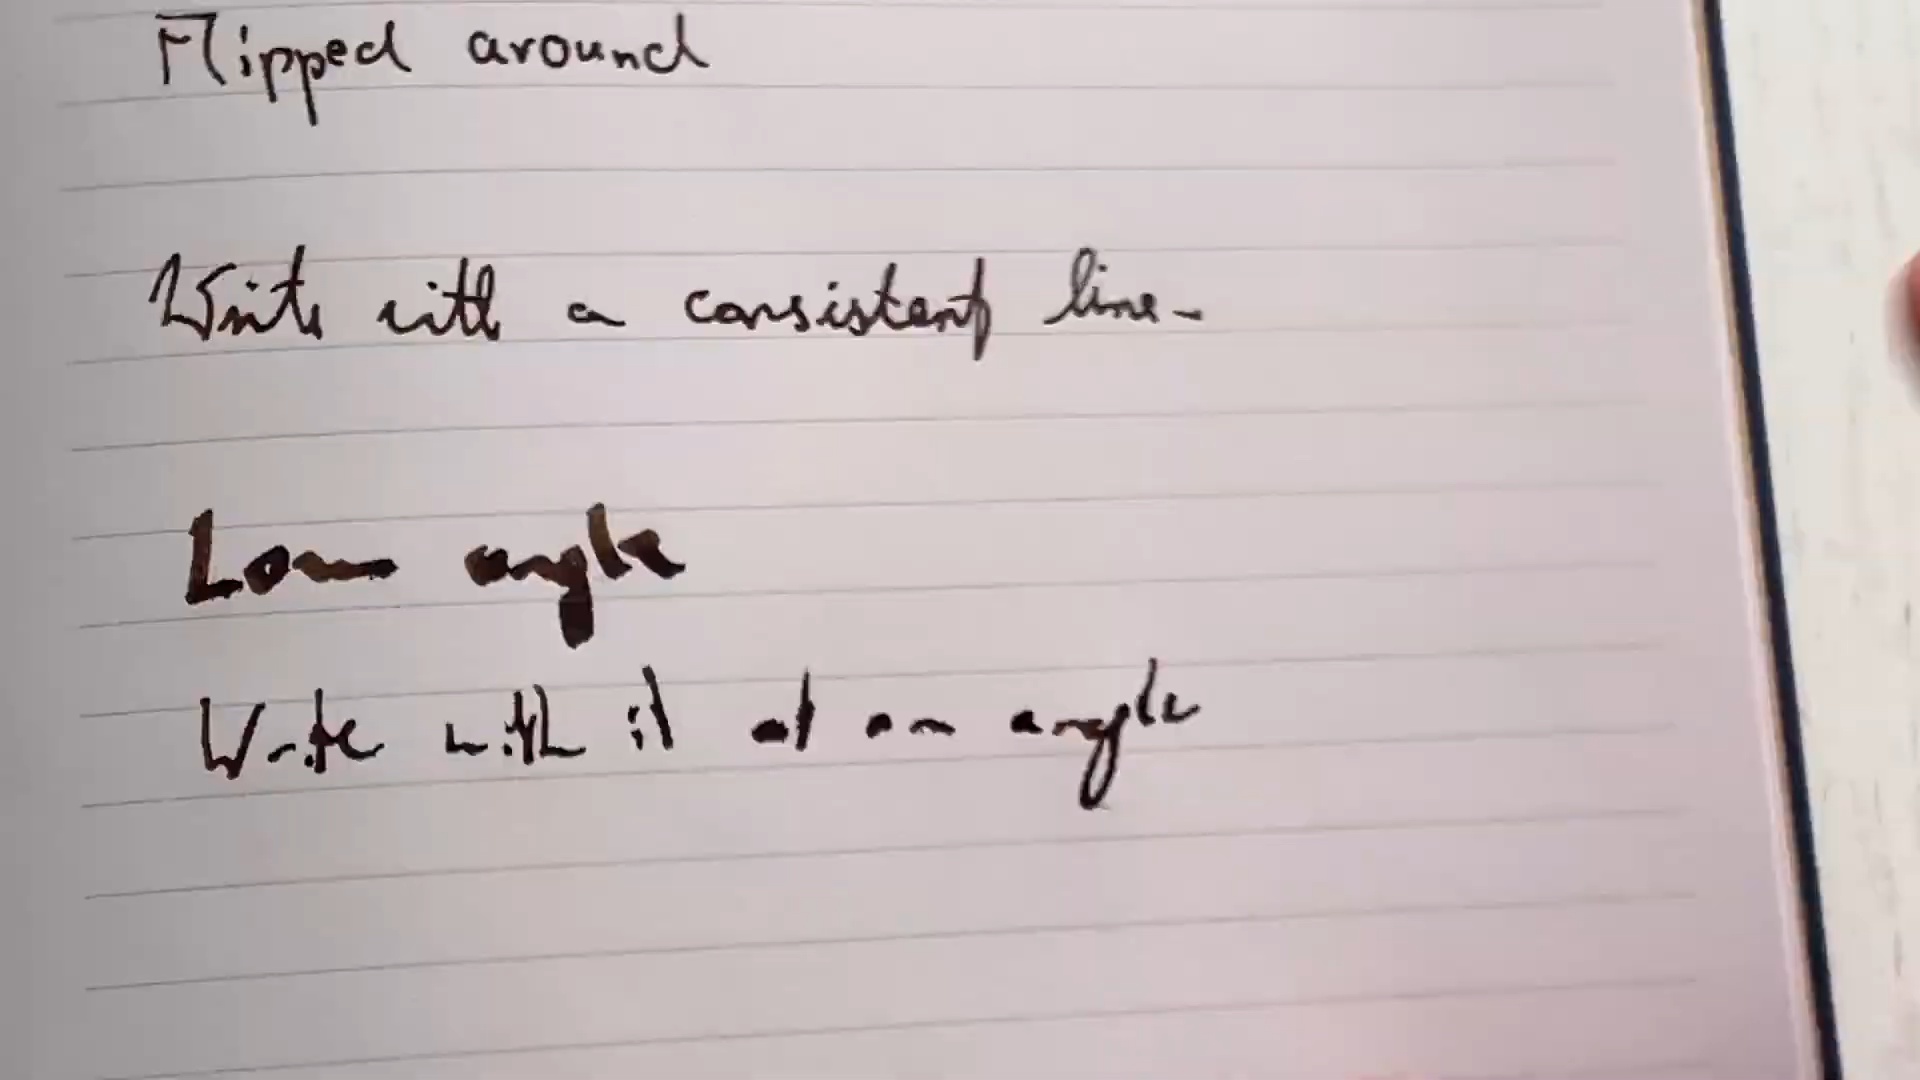 Flipped around
Write with a consistent line-
Low angle
Write with it at an angle